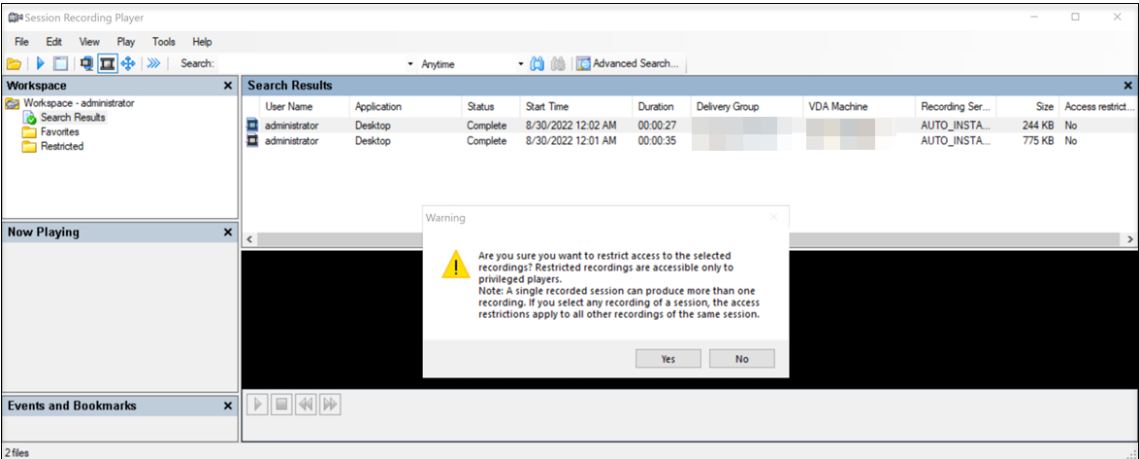 Session Recording Player
File Edit View Play Tools Help
Search: Anytime Advanced Search...
Workspace x
Workspace - administrator
Search Results
Favorites
Restricted
Search Results x
User Name Application Status Start Time Duration Delivery Group VDA Machine Recording Ser... Size Access restrict...
administrator Desktop Complete 8/30/2022 12:02 AM 00:00:27 AUTO_INSTA... 244 KB No
administrator Desktop Complete 8/30/2022 12:01 AM 00:00:35 AUTO_INSTA... 775 KB No
Now Playing x
Warning
Are you sure you want to restrict access to the selected
recordings? Restricted recordings are accessible only to
privileged players.
Note: A single recorded session can produce more than one
recording. If you select any recording of a session, the access
restrictions apply to all other recordings of the same session.
Yes No
Events and Bookmarks x
2 files